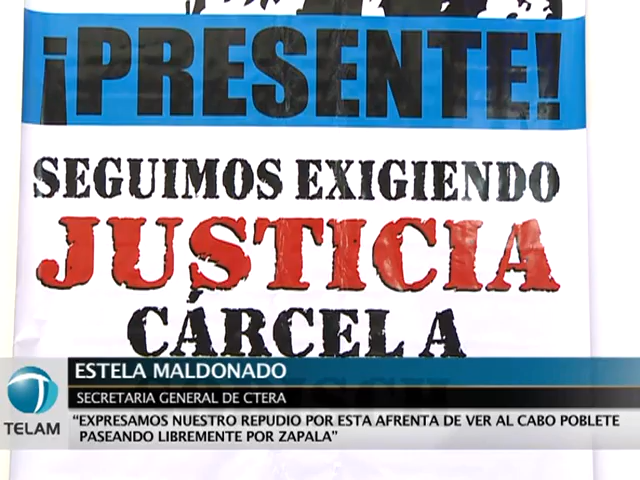 ¡PRESENTE!
SEGUIMOS EXIGIENDO
JUSTICIA
CÁRCEL A
ESTELA MALDONADO
SECRETARIA GENERAL DE CTERA
TELAM
"EXPRESAMOS NUESTRO REPUDIO POR ESTA AFRENTA DE VER AL CABO POBLETE
PASEANDO LIBREMENTE POR ZAPALA"